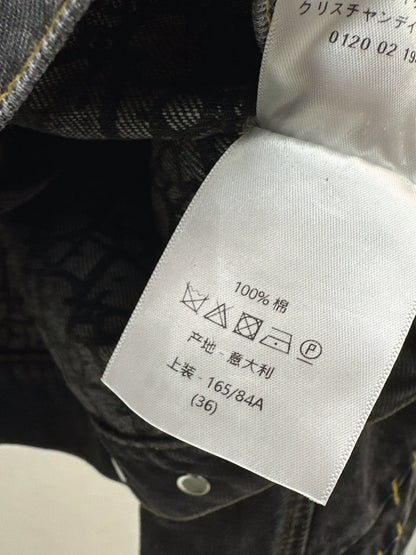 クリスチャンディ
0120 02 19
100% 棉
P
产地 - 意大利
上装 - 165/84A
(36)